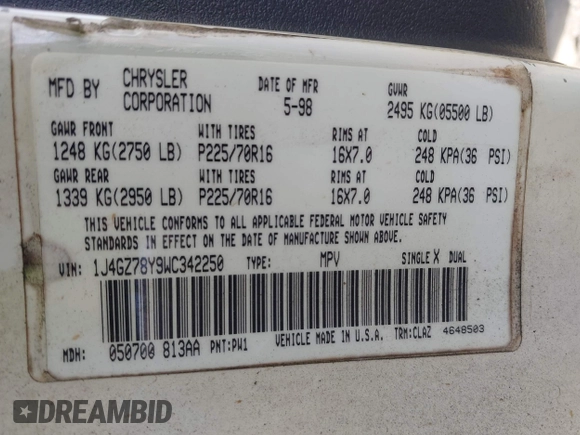 MFD BY CHRYSLER CORPORATION DATE OF MFR 5-98 GVWR 2495 KG(05500 LB)
GAWR FRONT WITH TIRES RIMS AT COLD
1248 KG(2750 LB) P225/70R16 16X7.0 248 KPA(36 PSI)
GAWR REAR WITH TIRES RIMS AT COLD
1339 KG(2950 LB) P225/70R16 16X7.0 248 KPA(36 PSI)
THIS VEHICLE CONFORMS TO ALL APPLICABLE FEDERAL MOTOR VEHICLE SAFETY
STANDARDS IN EFFECT ON THE DATE OF MANUFACTURE SHOWN ABOVE.
VIN: 1J4GZ78Y9WC342250 TYPE: MPV SINGLE X DUAL
MDH: 050700 813AA PNT:PW1 VEHICLE MADE IN U.S.A. TRM:CLAZ 4648503
DREAMBID